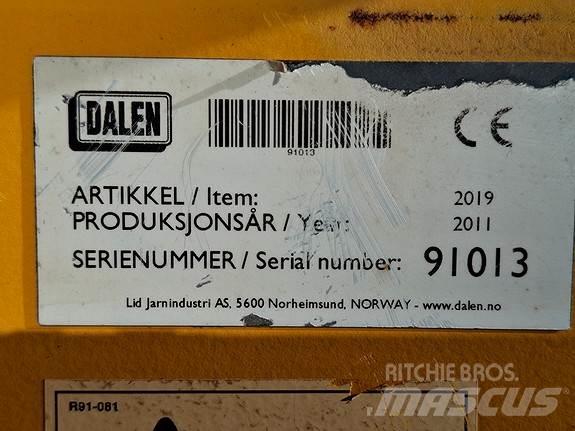 DALEN
91013
CE
ARTIKKEL / Item: 2019
PRODUKSJONSÅR / Year: 2011
SERIENUMMER / Serial number: 91013
Lid Jarnindustri AS, 5600 Norheimsund, NORWAY - www.dalen.no
R91-081
RITCHIE BROS.
MASCUS